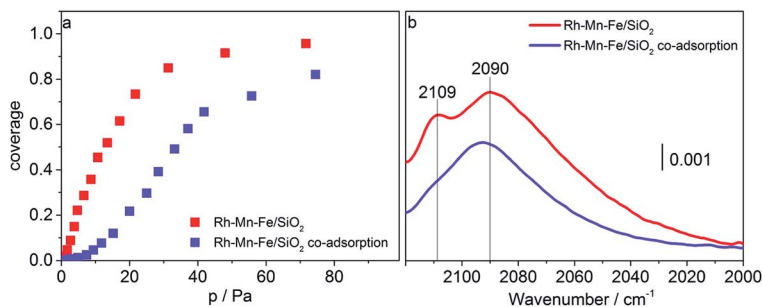 a
1.0
0.8
0.6
0.4
0.2
0.0
coverage
Rh-Mn-Fe/SiO₂
Rh-Mn-Fe/SiO₂ co-adsorption
0 20 40 60 80
p / Pa
b
Rh-Mn-Fe/SiO₂
Rh-Mn-Fe/SiO₂ co-adsorption
2109 2090
0.001
2100 2080 2060 2040 2020 2000
Wavenumber / cm⁻¹